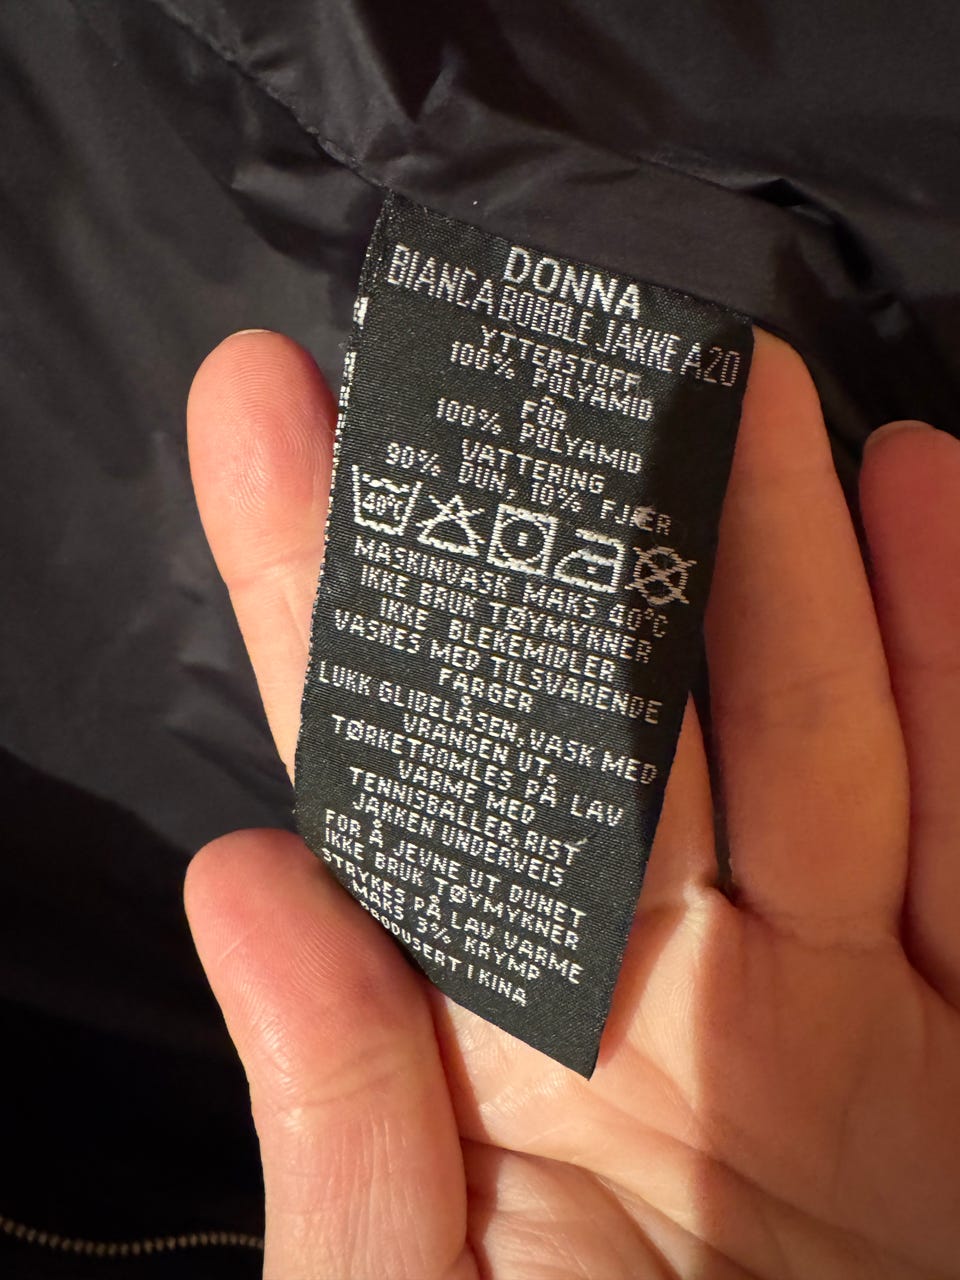 DONNA
BIANCA BOBBLE JAKKE A20
YTTERSTOFF
100% POLYAMID
FÔR
100% POLYAMID
VATTERING
90% DUN, 10% FJÆR
40°C
MASKINVASK MAKS 40°C
IKKE BRUK TØYMYKNER
IKKE BLEKEMIDLER
VASKES MED TILSVARENDE
FARGER
LUKK GLIDELÅSEN, VASK MED
VRANGEN UT.
TØRKETROMLES PÅ LAV
VARME MED
TENNISBALLER, RIST
JAKKEN UNDERVEIS
FOR Å JEVNE UT DUNET
IKKE BRUK TØYMYKNER
STRYKES PÅ LAV VARME
MAKS 3% KRYMP
PRODUSERT I KINA